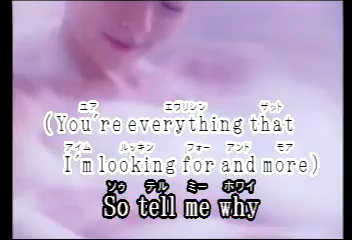 ユア エヴリシン ザット
(You're everything that
アイム ルッキン フォー アンド モア
I'm looking for and more)
ソゥ テル ミー ホワイ
So tell me why